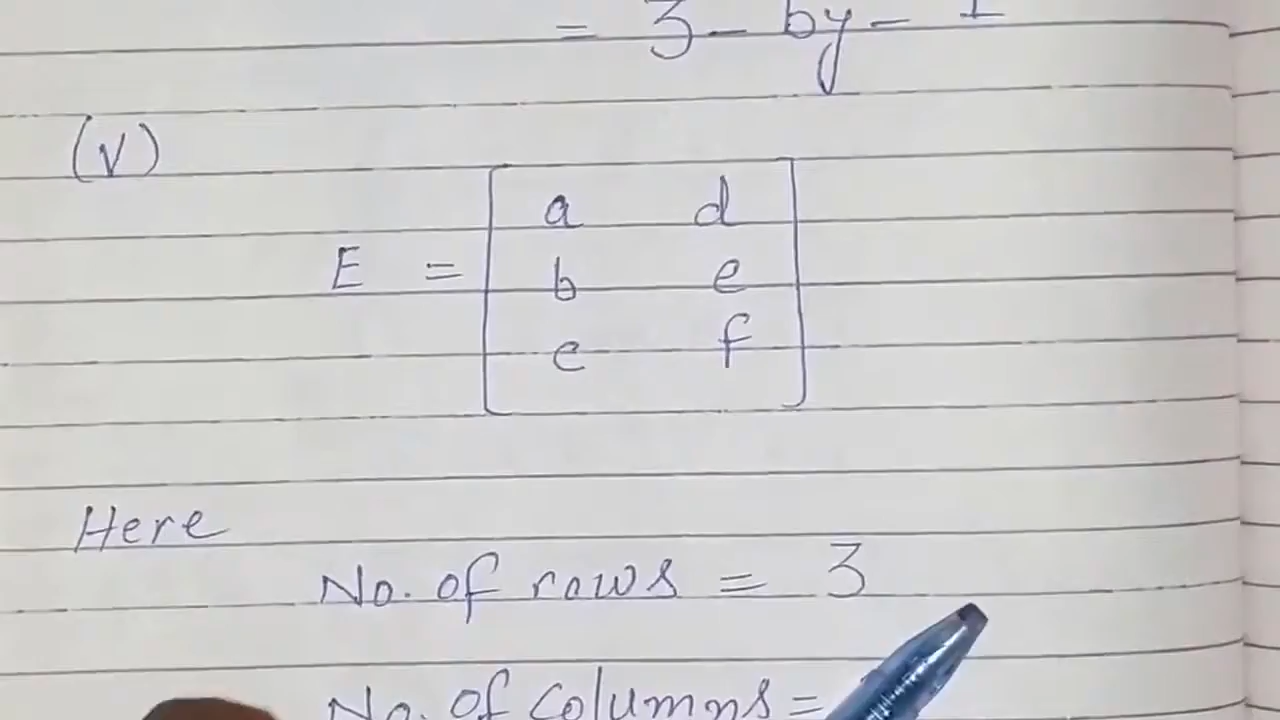 = 3 - by - 1
(V)
E = [ a d
b e
c f ]
Here
No. of rows = 3
No. of columns =